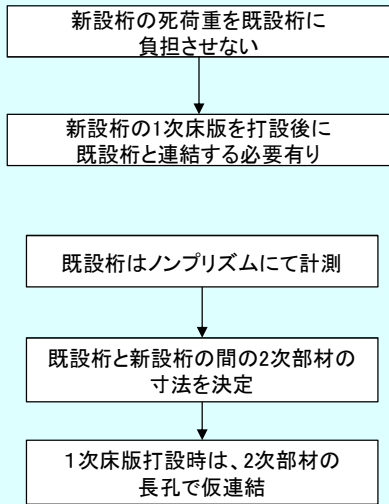 新設桁の死荷重を既設桁に
負担させない
新設桁の1次床版を打設後に
既設桁と連結する必要有り
既設桁はノンプリズムにて計測
既設桁と新設桁の間の2次部材の
寸法を決定
1次床版打設時は、2次部材の
長孔で仮連結